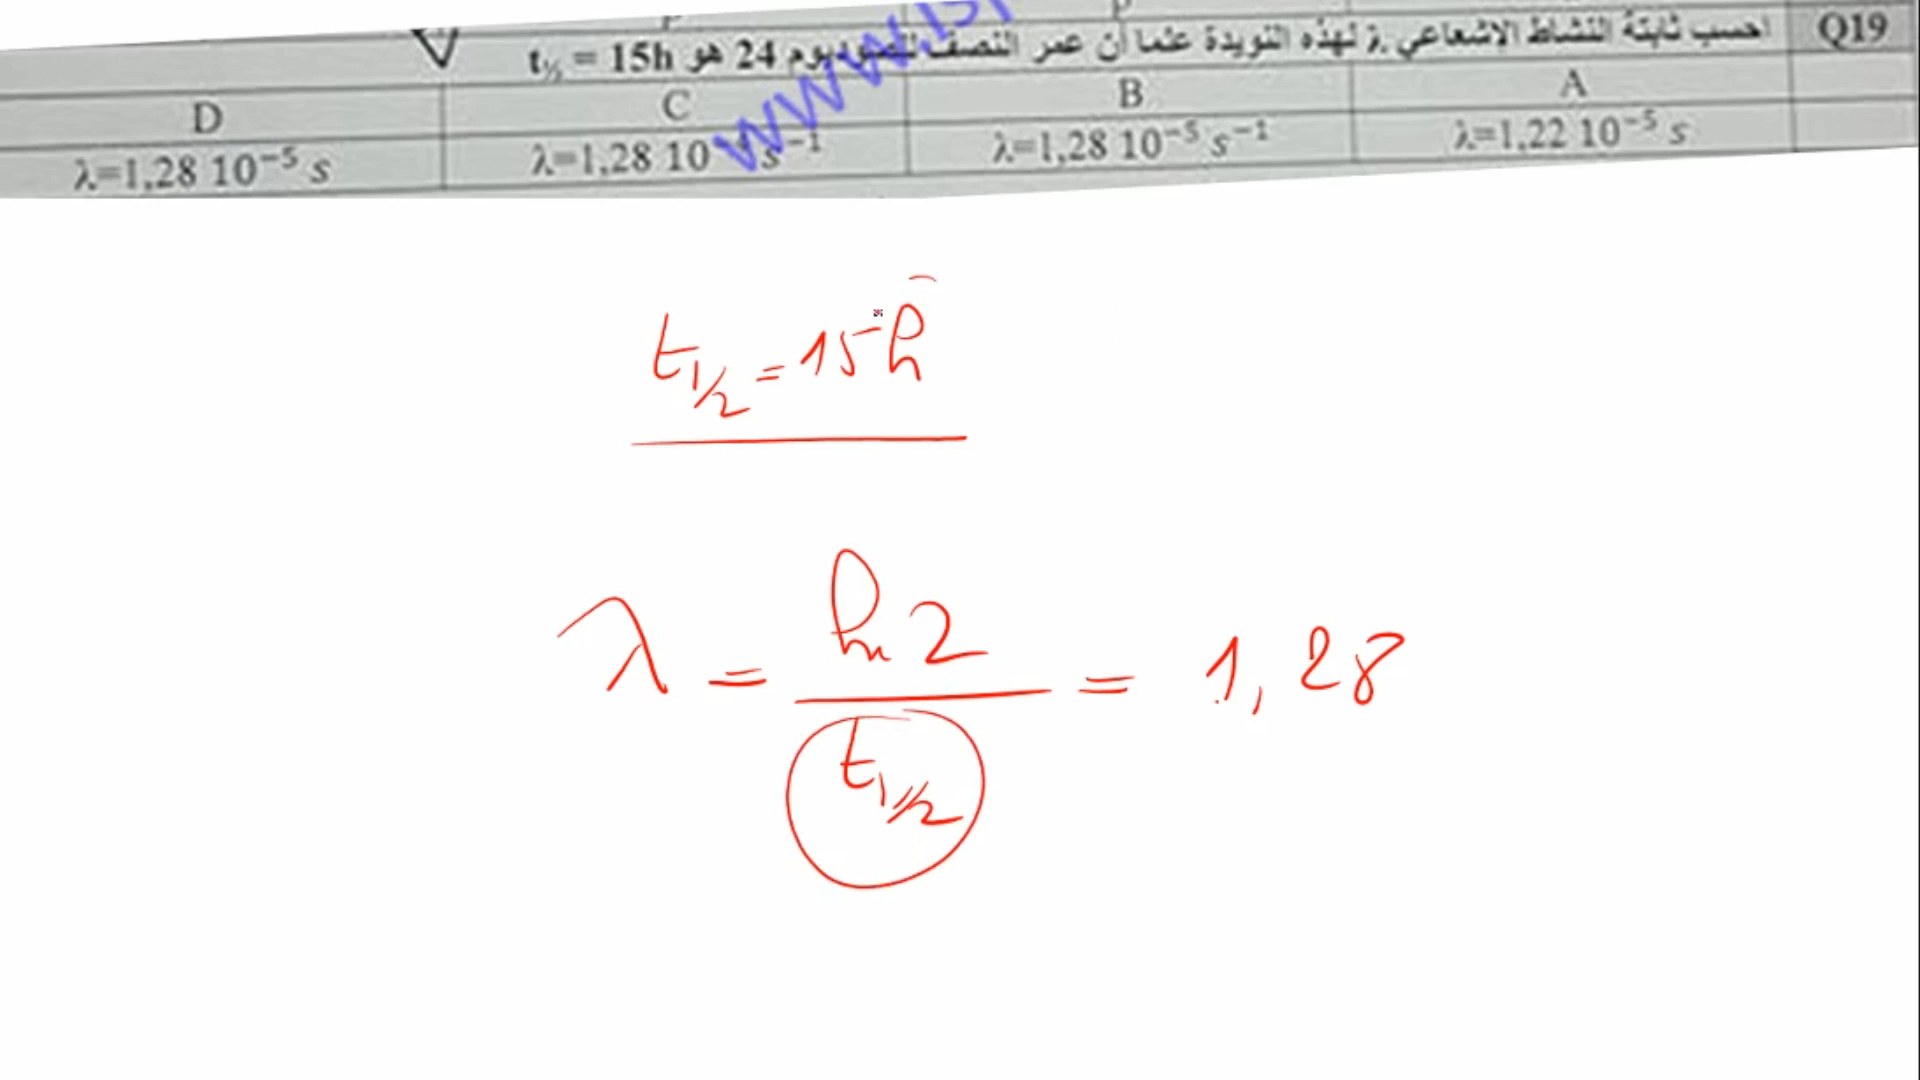 Q19 احسب ثابتة النشاط الاشعاعي λ لهذه النويدة علما أن عمر النصف للصوديوم 24 هو t½ = 15h
A B C D
λ=1,22 10⁻⁵ s λ=1,28 10⁻⁵ s⁻¹ λ=1,28 10 s⁻¹ λ=1,28 10⁻⁵ s
t1/2 = 15h
λ = ln 2 / t1/2 = 1,28